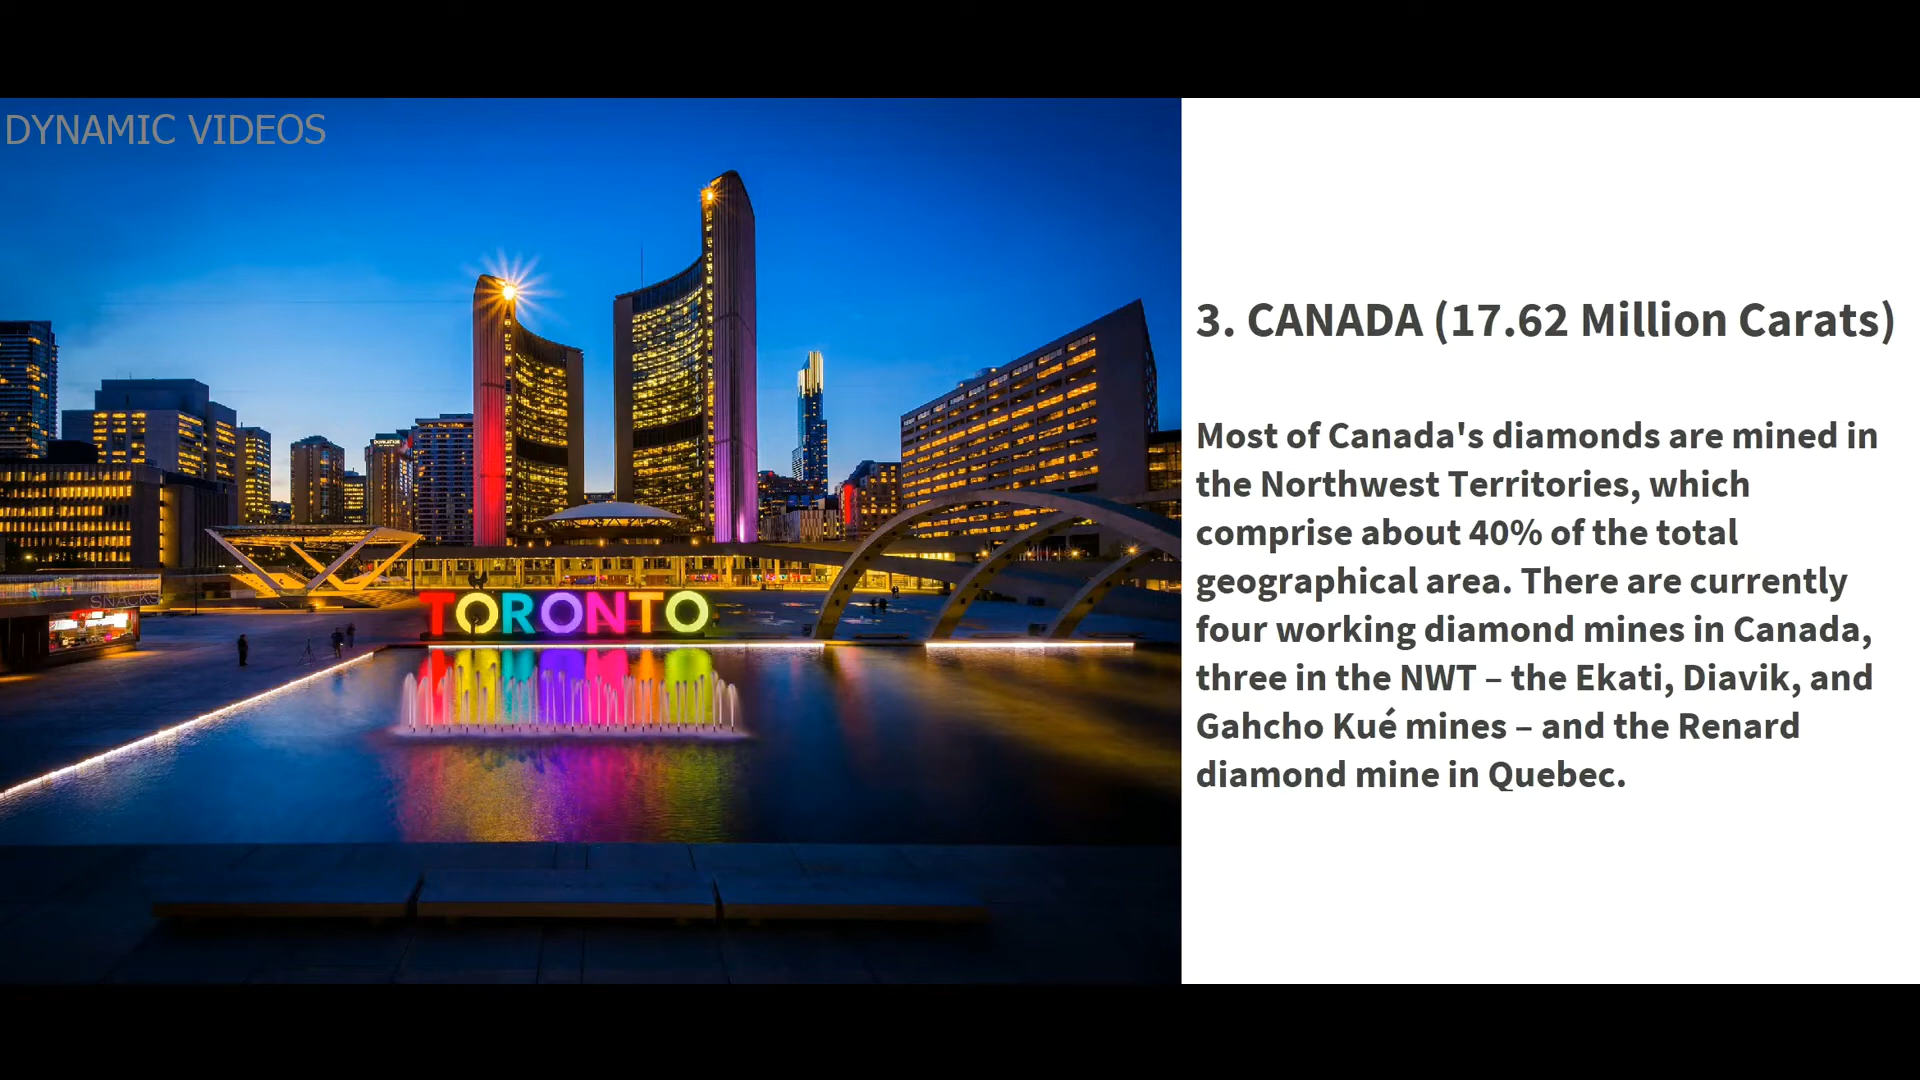 DYNAMIC VIDEOS
SNACKS
TORONTO
3. CANADA (17.62 Million Carats)
Most of Canada's diamonds are mined in
the Northwest Territories, which
comprise about 40% of the total
geographical area. There are currently
four working diamond mines in Canada,
three in the NWT – the Ekati, Diavik, and
Gahcho Kué mines – and the Renard
diamond mine in Quebec.